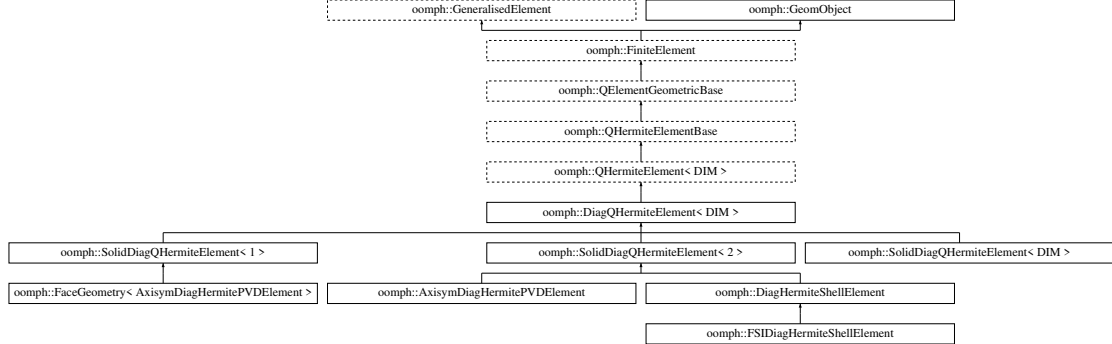 oomph::GeneralisedElement
oomph::GeomObject
oomph::FiniteElement
oomph::QElementGeometricBase
oomph::QHermiteElementBase
oomph::QHermiteElement< DIM >
oomph::DiagQHermiteElement< DIM >
oomph::SolidDiagQHermiteElement< 1 >
oomph::SolidDiagQHermiteElement< 2 >
oomph::SolidDiagQHermiteElement< DIM >
oomph::FaceGeometry< AxisymDiagHermitePVDElement >
oomph::AxisymDiagHermitePVDElement
oomph::DiagHermiteShellElement
oomph::FSIDiagHermiteShellElement